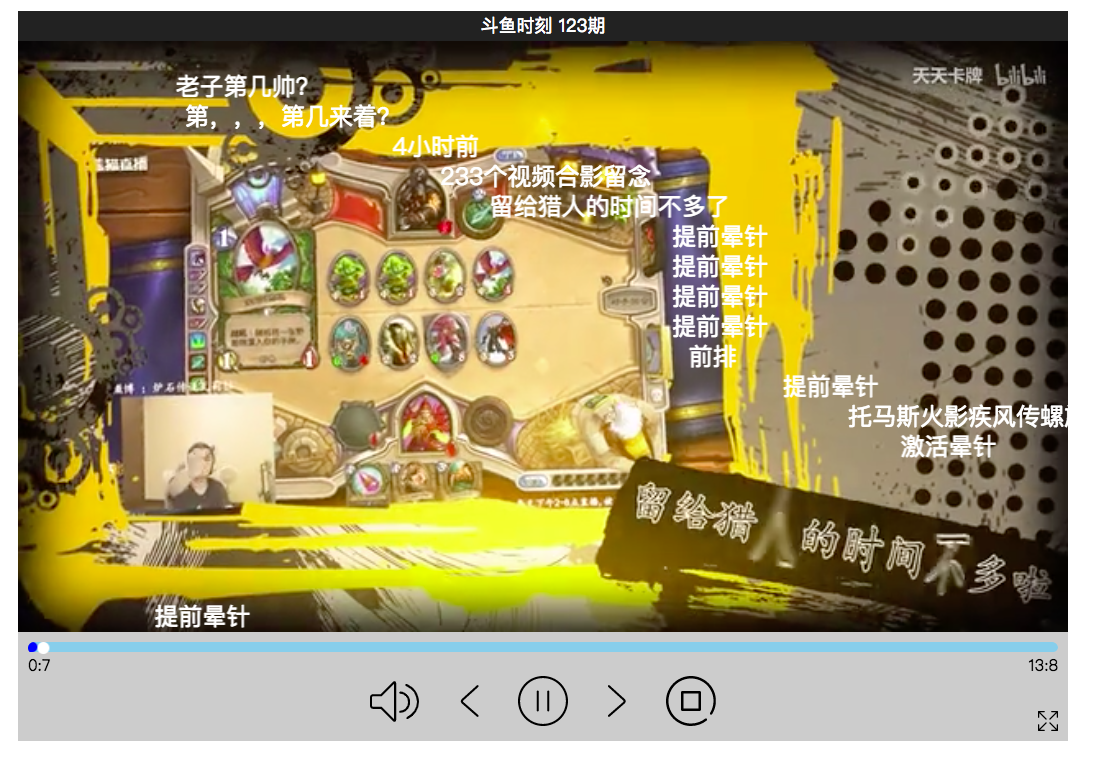 斗鱼时刻 123期
天天卡牌 bilibili
老子第几帅?
第，，，第几来着?
4小时前
熊猫直播
233个视频合影留念
留给猎人的时间不多了
提前晕针
提前晕针
提前晕针
提前晕针
前排
提前晕针
托马斯火影疾风传螺
激活晕针
留给猎人的时间不多啦
提前晕针
0:7
13:8